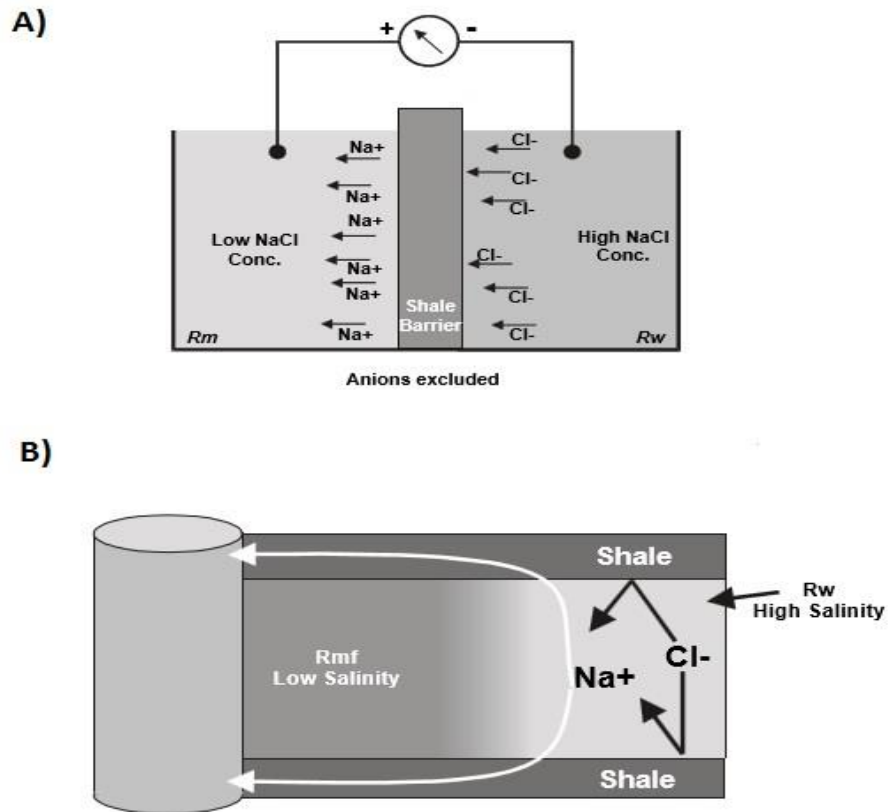 A)
+
-
Na+
Na+
Na+
Na+
Na+
Na+
Cl-
Cl-
Cl-
Cl-
Cl-
Cl-
Low NaCl
Conc.
High NaCl
Conc.
Shale
Barrier
Rm
Rw
Anions excluded
B)
Shale
Rw
High Salinity
Rmf
Low Salinity
Na+
Cl-
Shale